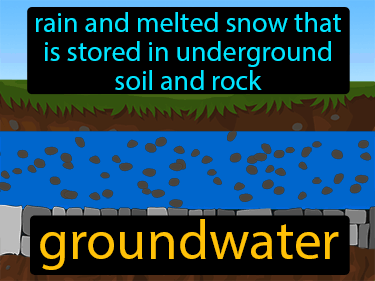 rain and melted snow that
is stored in underground
soil and rock
groundwater